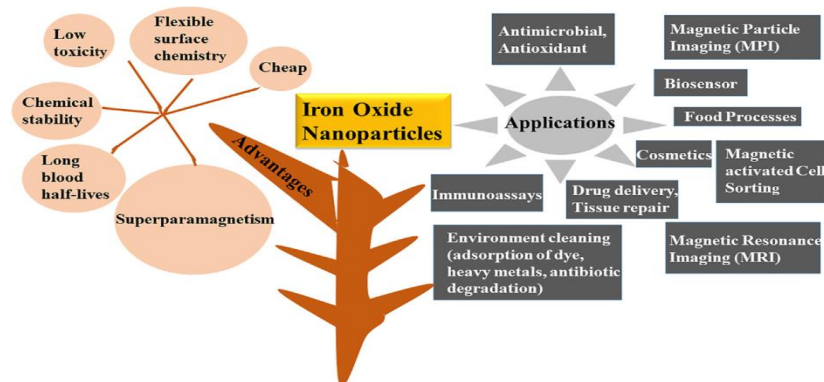 Low
toxicity
Flexible
surface
chemistry
Cheap
Chemical
stability
Long
blood
half-lives
Superparamagnetism
Advantages
Iron Oxide
Nanoparticles
Applications
Antimicrobial,
Antioxidant
Magnetic Particle
Imaging (MPI)
Biosensor
Food Processes
Cosmetics
Magnetic
activated Cell
Sorting
Immunoassays
Drug delivery,
Tissue repair
Environment cleaning
(adsorption of dye,
heavy metals, antibiotic
degradation)
Magnetic Resonance
Imaging (MRI)